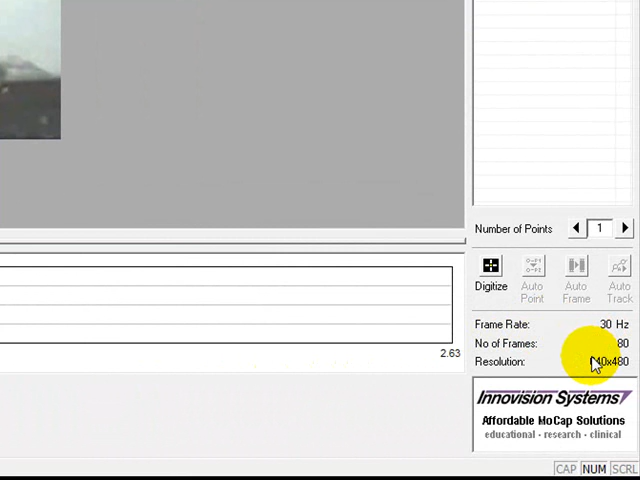 Number of Points 1
Digitize Auto Point Auto Frame Auto Track
Frame Rate: 30 Hz
No of Frames: 80
2.63
Resolution: 640x480
Innovision Systems
Affordable MoCap Solutions
educational - research - clinical
CAP NUM SCRL